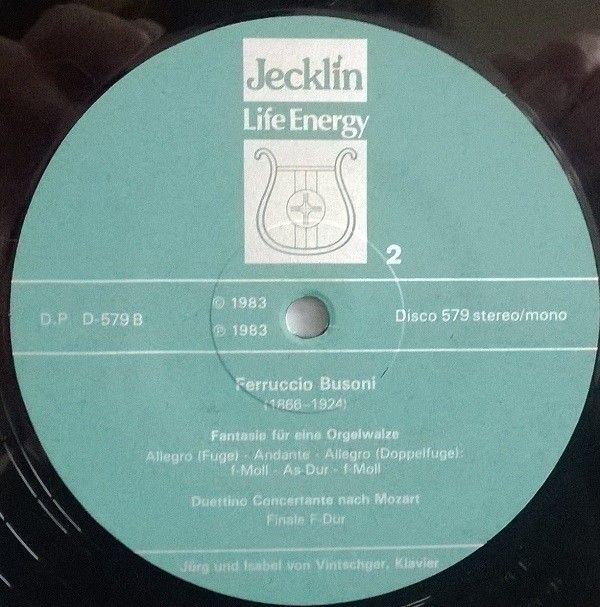 Jecklin
Life Energy
2
D.P D-579 B
© 1983
℗ 1983
Disco 579 stereo/mono
Ferruccio Busoni
(1866-1924)
Fantasie für eine Orgelwalze
Allegro (Fuge) - Andante - Allegro (Doppelfuge):
f-Moll - As-Dur - f-Moll
Duettino Concertante nach Mozart
Finale F-Dur
Jürg und Isabel von Vintschger, Klavier